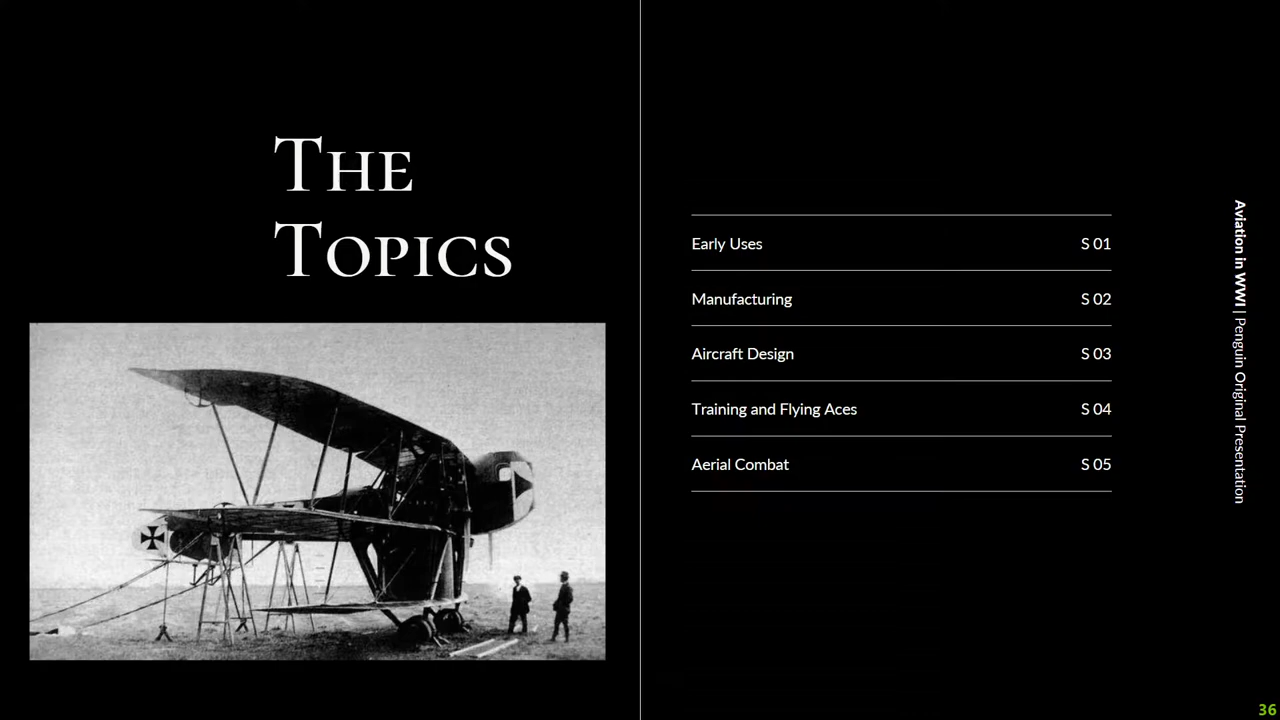 THE
TOPICS
Early Uses S 01
Manufacturing S 02
Aircraft Design S 03
Training and Flying Aces S 04
Aerial Combat S 05
Aviation in WWI | Penguin Original Presentation
36